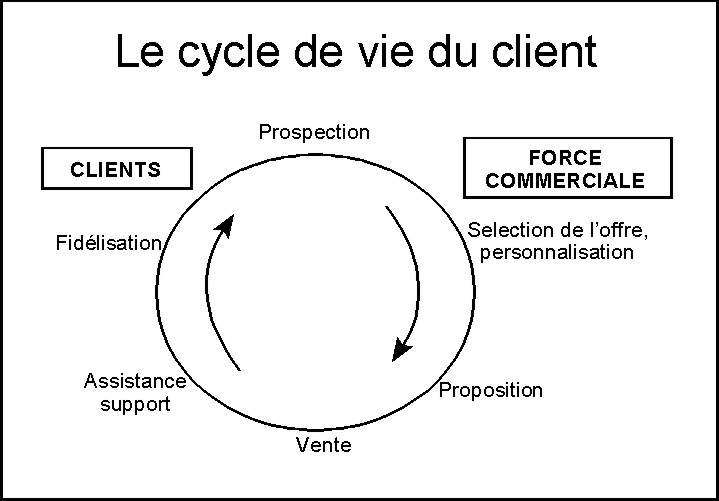 Le cycle de vie du client
Prospection
CLIENTS
FORCE
COMMERCIALE
Fidélisation
Selection de l'offre,
personnalisation
Assistance
support
Proposition
Vente